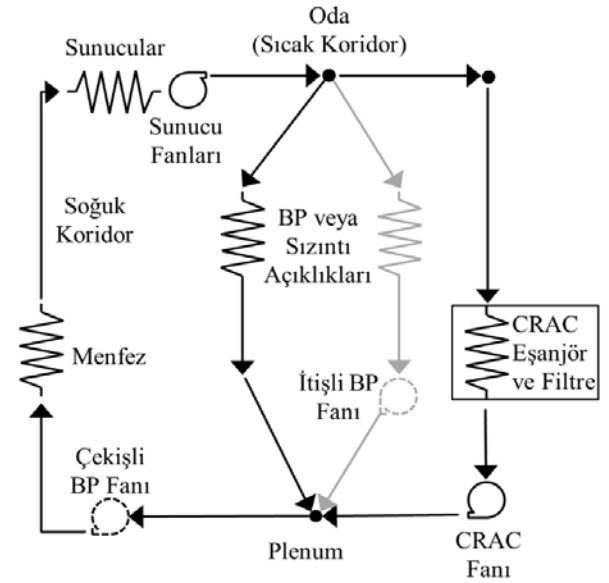 Oda
(Sıcak Koridor)
Sunucular
Sunucu
Fanları
Soğuk
Koridor
BP veya
Sızıntı
Açıklıkları
Menfez
CRAC
Eşanjör
ve Filtre
İtişli BP
Fanı
Çekişli
BP Fanı
Plenum
CRAC
Fanı